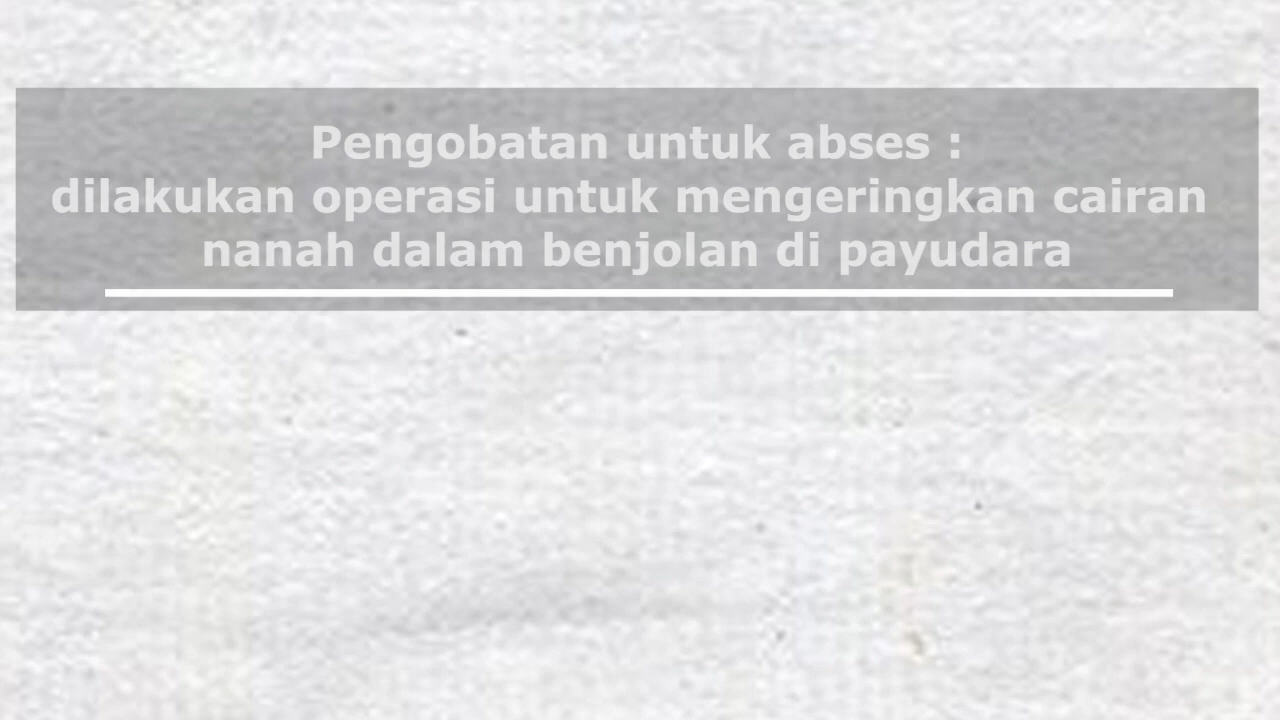 Pengobatan untuk abses :
dilakukan operasi untuk mengeringkan cairan
nanah dalam benjolan di payudara